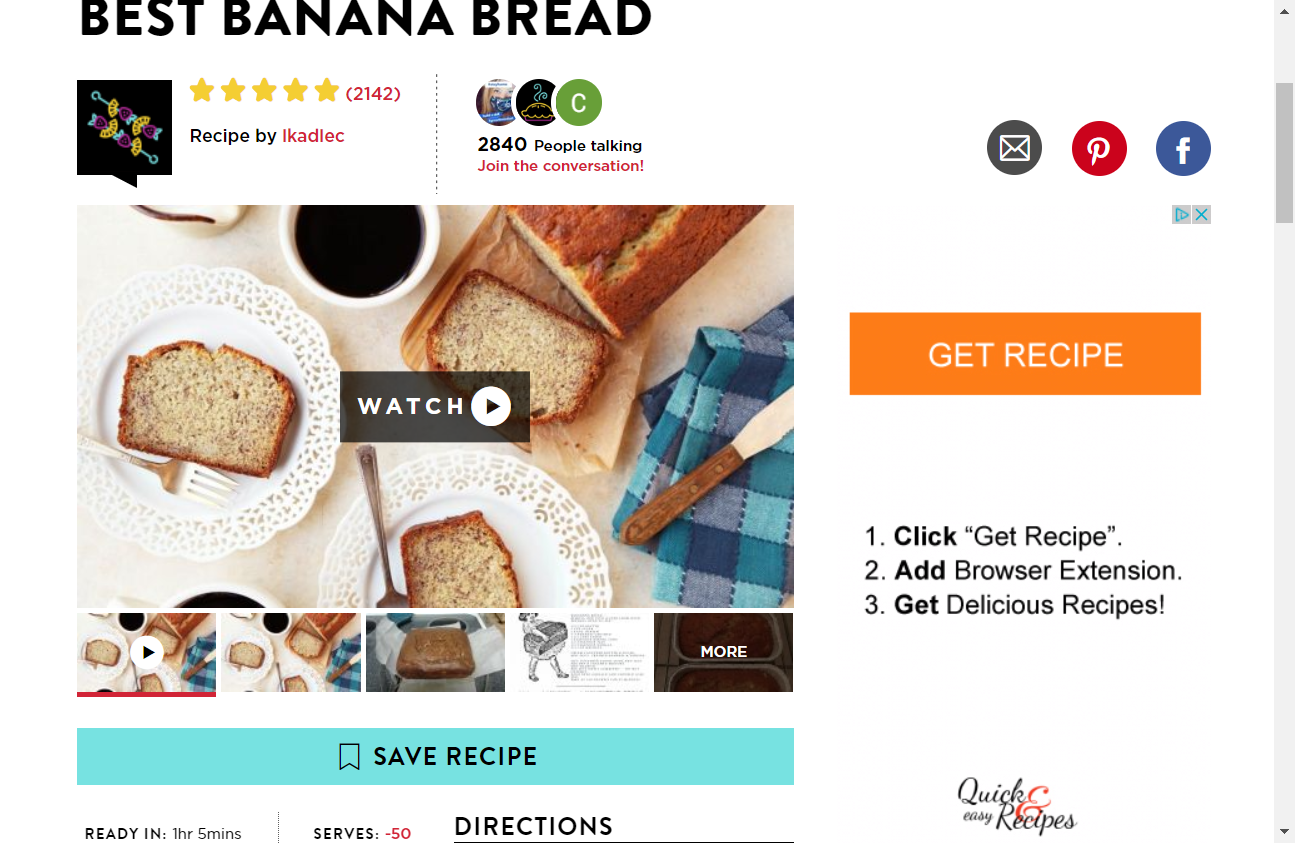 BEST BANANA BREAD
(2142)
Recipe by lkadlec
C
2840 People talking
Join the conversation!
WATCH
MORE
SAVE RECIPE
READY IN: 1hr 5mins
SERVES: -50
DIRECTIONS
GET RECIPE
1. Click “Get Recipe”.
2. Add Browser Extension.
3. Get Delicious Recipes!
Quick &
easy Recipes